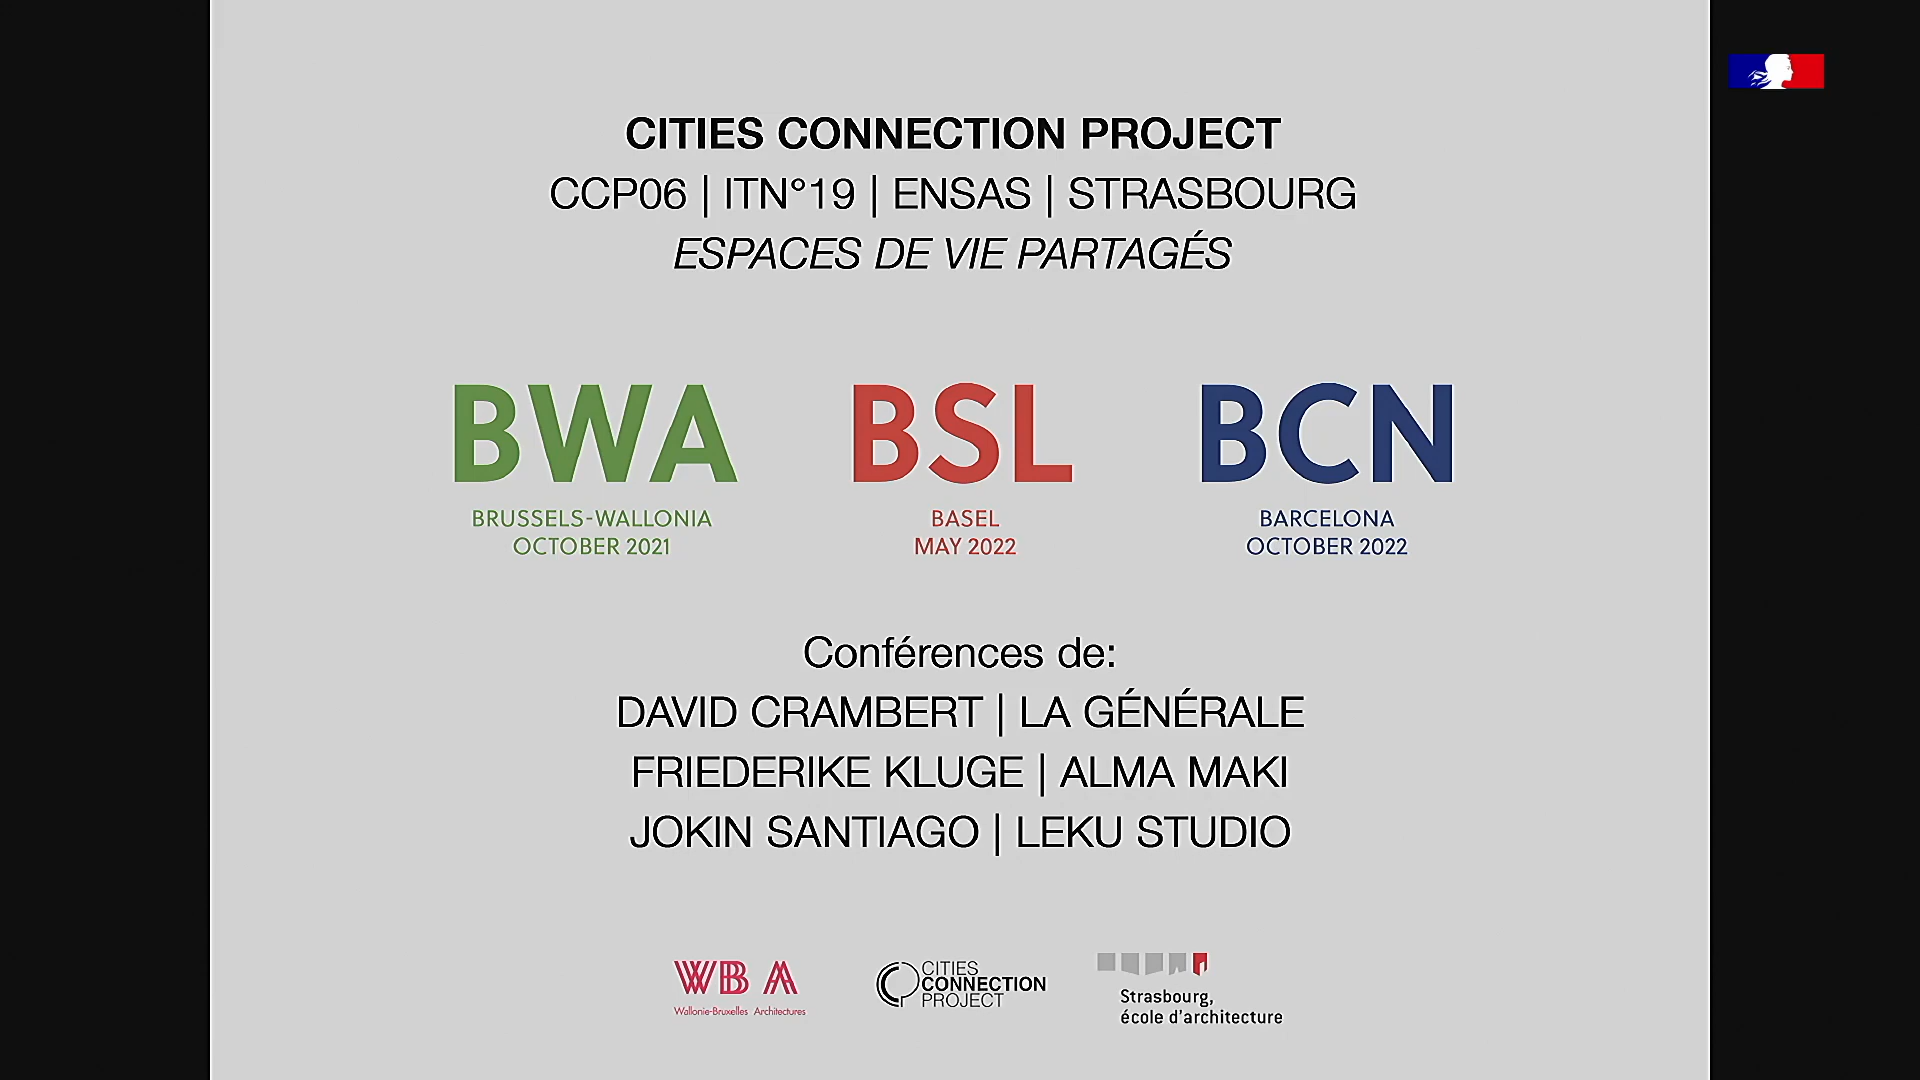 CITIES CONNECTION PROJECT
CCP06 | ITN°19 | ENSAS | STRASBOURG
ESPACES DE VIE PARTAGÉS
BWA
BRUSSELS-WALLONIA
OCTOBER 2021
BSL
BASEL
MAY 2022
BCN
BARCELONA
OCTOBER 2022
Conférences de:
DAVID CRAMBERT | LA GÉNÉRALE
FRIEDERIKE KLUGE | ALMA MAKI
JOKIN SANTIAGO | LEKU STUDIO
WBA
Wallonie-Bruxelles Architectures
CITIES
CONNECTION
PROJECT
Strasbourg,
école d'architecture